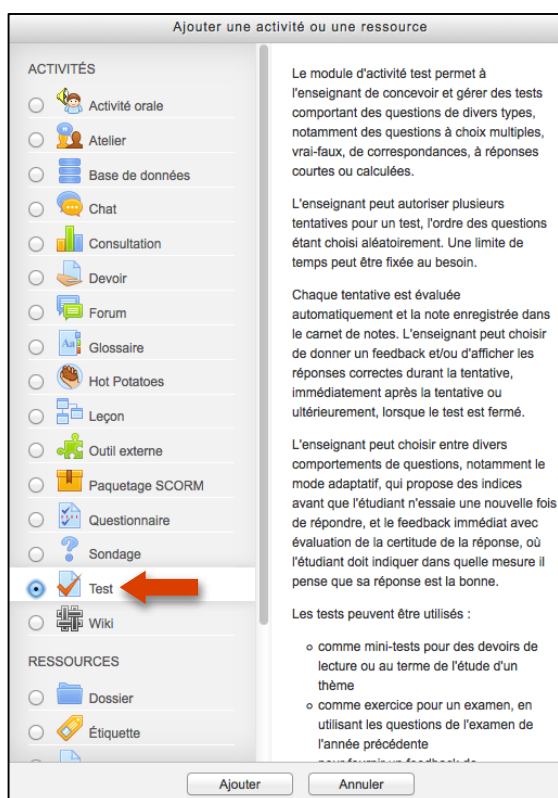 Ajouter une activité ou une ressource
ACTIVITÉS
Activité orale
Atelier
Base de données
Chat
Consultation
Devoir
Forum
Glossaire
Hot Potatoes
Leçon
Outil externe
Paquetage SCORM
Questionnaire
Sondage
Test
Wiki
RESSOURCES
Dossier
Étiquette
Le module d'activité test permet à
l'enseignant de concevoir et gérer des tests
comportant des questions de divers types,
notamment des questions à choix multiples,
vrai-faux, de correspondances, à réponses
courtes ou calculées.
L'enseignant peut autoriser plusieurs
tentatives pour un test, l'ordre des questions
étant choisi aléatoirement. Une limite de
temps peut être fixée au besoin.
Chaque tentative est évaluée
automatiquement et la note enregistrée dans
le carnet de notes. L'enseignant peut choisir
de donner un feedback et/ou d'afficher les
réponses correctes durant la tentative,
immédiatement après la tentative ou
ultérieurement, lorsque le test est fermé.
L'enseignant peut choisir entre divers
comportements de questions, notamment le
mode adaptatif, qui propose des indices
avant que l'étudiant n'essaie une nouvelle fois
de répondre, et le feedback immédiat avec
évaluation de la certitude de la réponse, où
l'étudiant doit indiquer dans quelle mesure il
pense que sa réponse est la bonne.
Les tests peuvent être utilisés :
comme mini-tests pour des devoirs de
lecture ou au terme de l'étude d'un
thème
comme exercice pour un examen, en
utilisant les questions de l'examen de
l'année précédente
Ajouter
Annuler